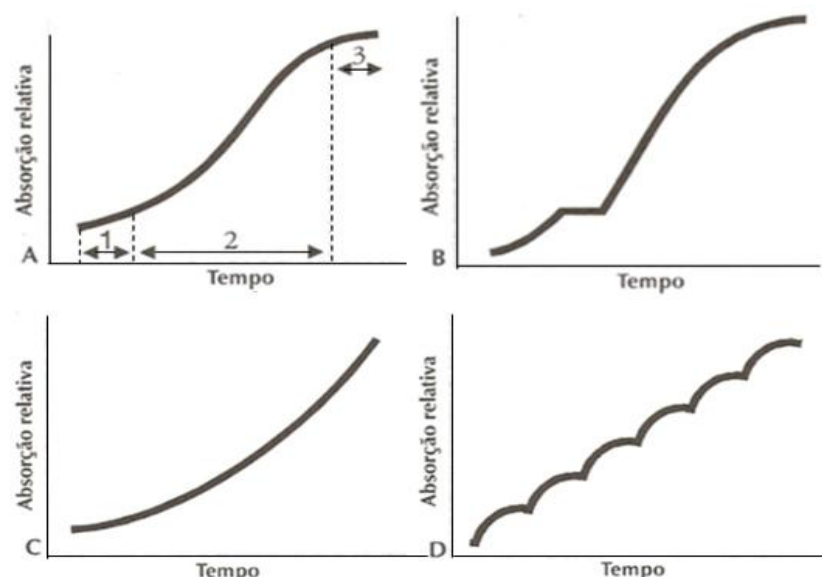 Absorção relativa
1
2
3
A
Tempo
Absorção relativa
B
Tempo
Absorção relativa
C
Tempo
Absorção relativa
D
Tempo